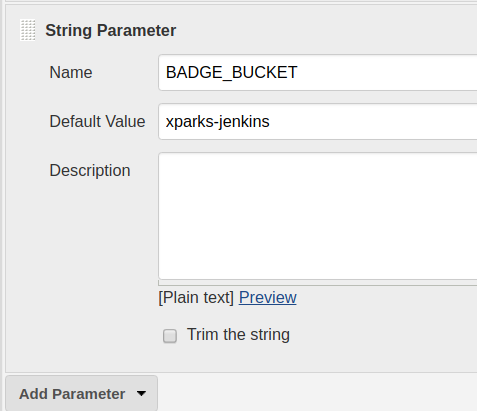 String Parameter
Name BADGE_BUCKET
Default Value xparks-jenkins
Description
[Plain text] Preview
Trim the string
Add Parameter